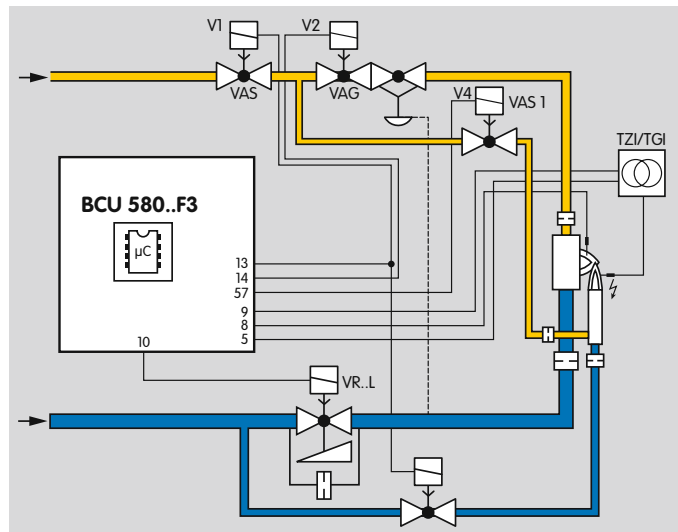 V1
V2
VAS
VAG
V4
VAS 1
TZI/TGI
BCU 580..F3
µC
13
14
57
9
8
5
10
VR..L